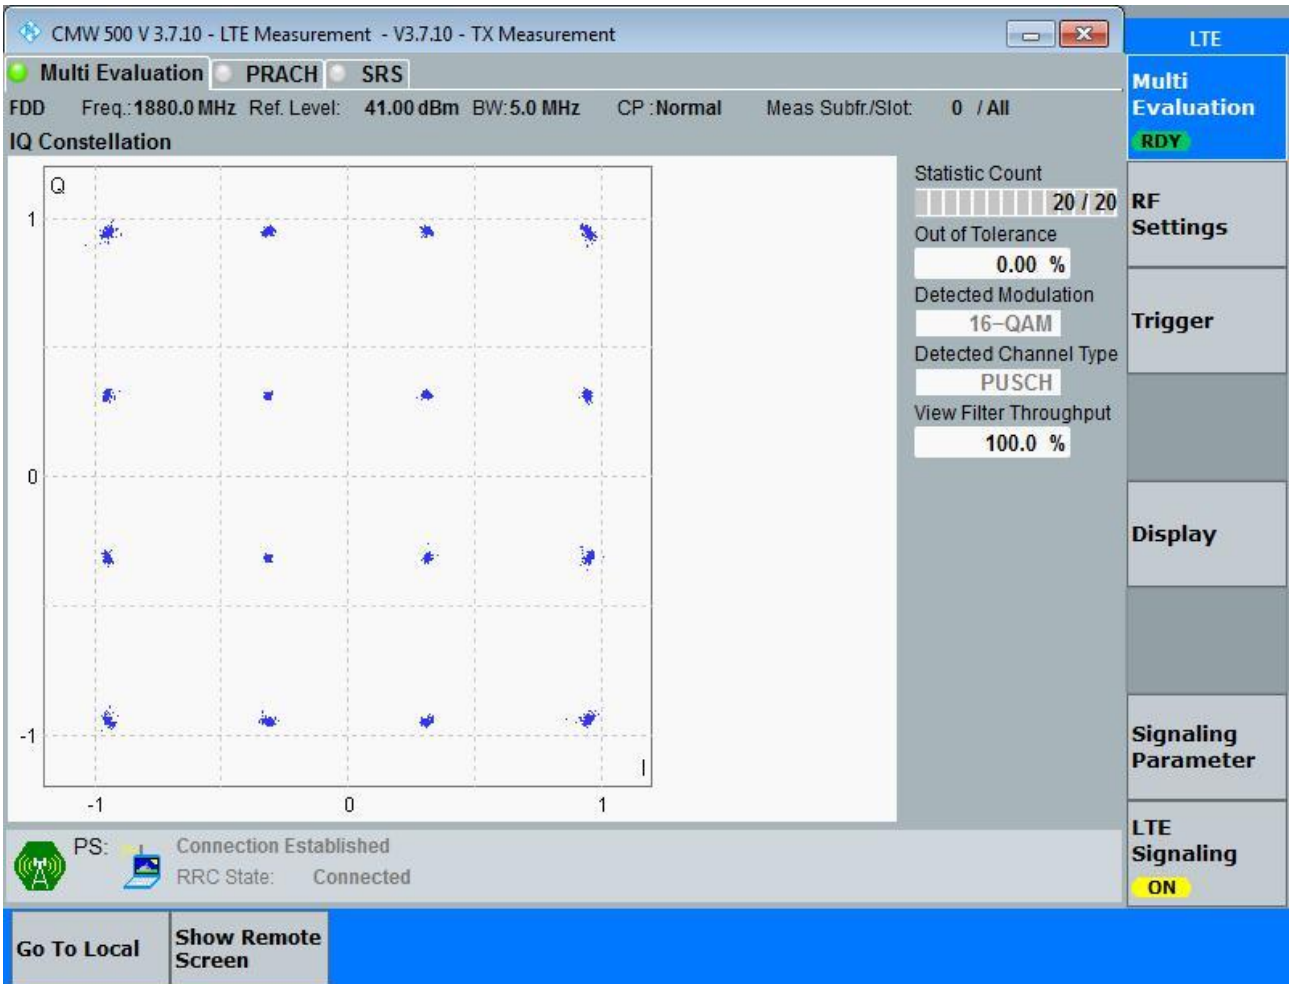 CMW 500 V 3.7.10 - LTE Measurement - V3.7.10 - TX Measurement
LTE
Multi Evaluation PRACH SRS
FDD Freq.:1880.0 MHz Ref. Level: 41.00 dBm BW:5.0 MHz CP :Normal Meas Subfr./Slot: 0 / All
IQ Constellation
Q
1
0
-1
I
-1 0 1
Statistic Count
20 / 20
Out of Tolerance
0.00 %
Detected Modulation
16-QAM
Detected Channel Type
PUSCH
View Filter Throughput
100.0 %
Multi
Evaluation
RDY
RF
Settings
Trigger
Display
Signaling
Parameter
LTE
Signaling
ON
PS: Connection Established
RRC State: Connected
Go To Local
Show Remote
Screen